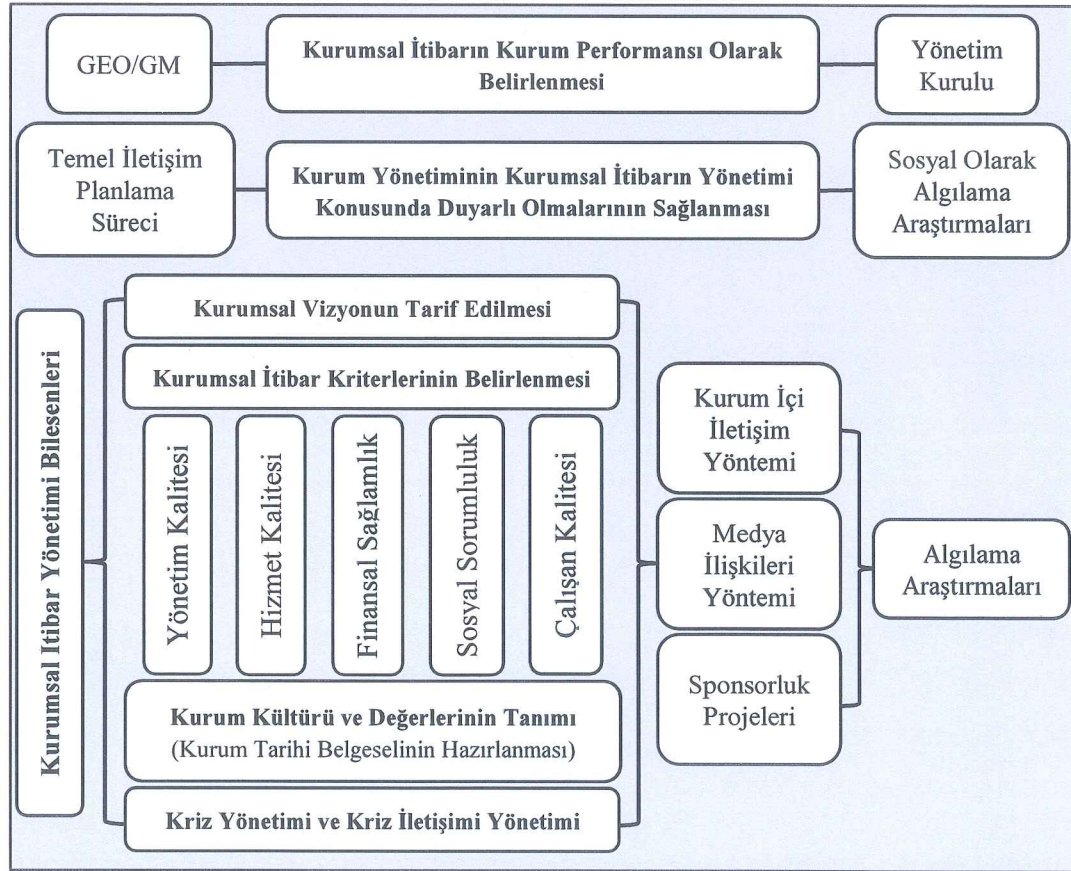 GEO/GM
Kurumsal İtibarın Kurum Performansı Olarak
Belirlenmesi
Yönetim
Kurulu
Temel İletişim
Planlama
Süreci
Kurum Yönetiminin Kurumsal İtibarın Yönetimi
Konusunda Duyarlı Olmalarının Sağlanması
Sosyal Olarak
Algılama
Araştırmaları
Kurumsal Itibar Yönetimi Bilesenleri
Kurumsal Vizyonun Tarif Edilmesi
Kurumsal İtibar Kriterlerinin Belirlenmesi
Yönetim Kalitesi
Hizmet Kalitesi
Finansal Sağlamlık
Sosyal Sorumluluk
Çalışan Kalitesi
Kurum Kültürü ve Değerlerinin Tanımı
(Kurum Tarihi Belgeselinin Hazırlanması)
Kriz Yönetimi ve Kriz İletişimi Yönetimi
Kurum İçi
İletişim
Yöntemi
Medya
İlişkileri
Yöntemi
Sponsorluk
Projeleri
Algılama
Araştırmaları